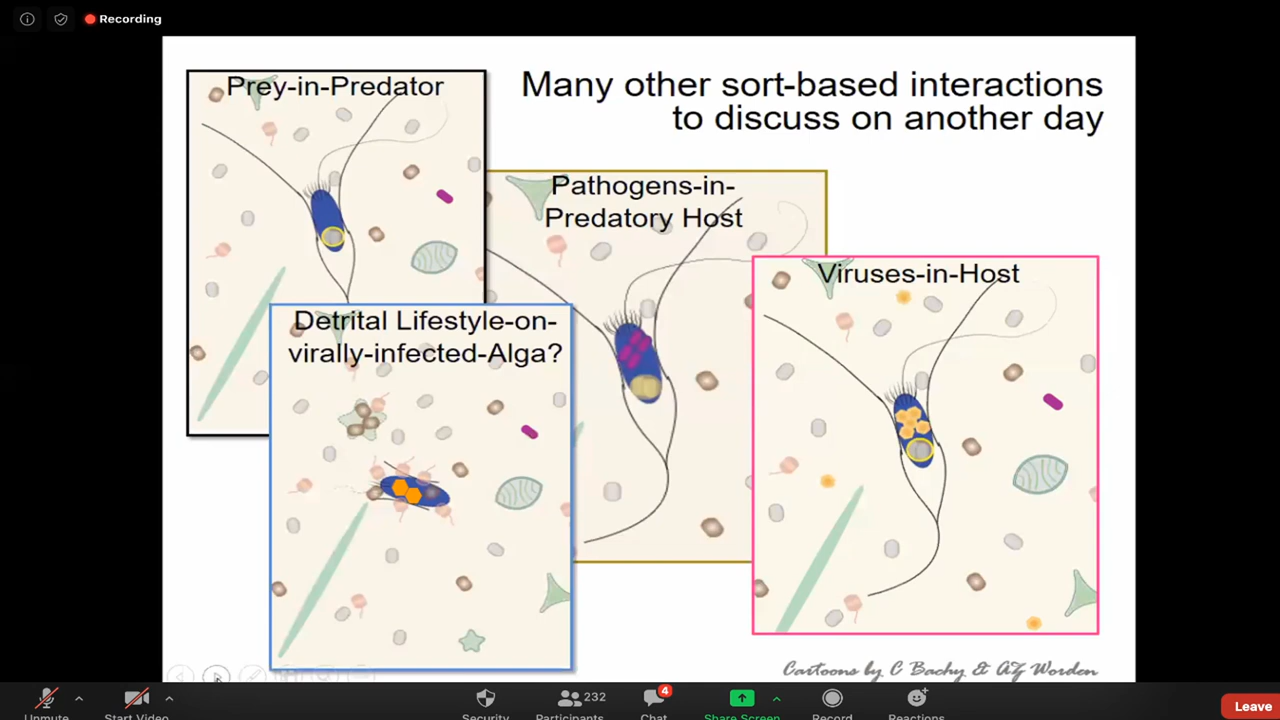 Recording
Prey-in-Predator
Many other sort-based interactions
to discuss on another day
Pathogens-in-
Predatory Host
Viruses-in-Host
Detrital Lifestyle-on-
virally-infected-Alga?
Cartoons by C Bachy & AZ Worden
Unmute
Start Video
Security
232
Participants
4
Chat
Share Screen
Record
Reactions
Leave